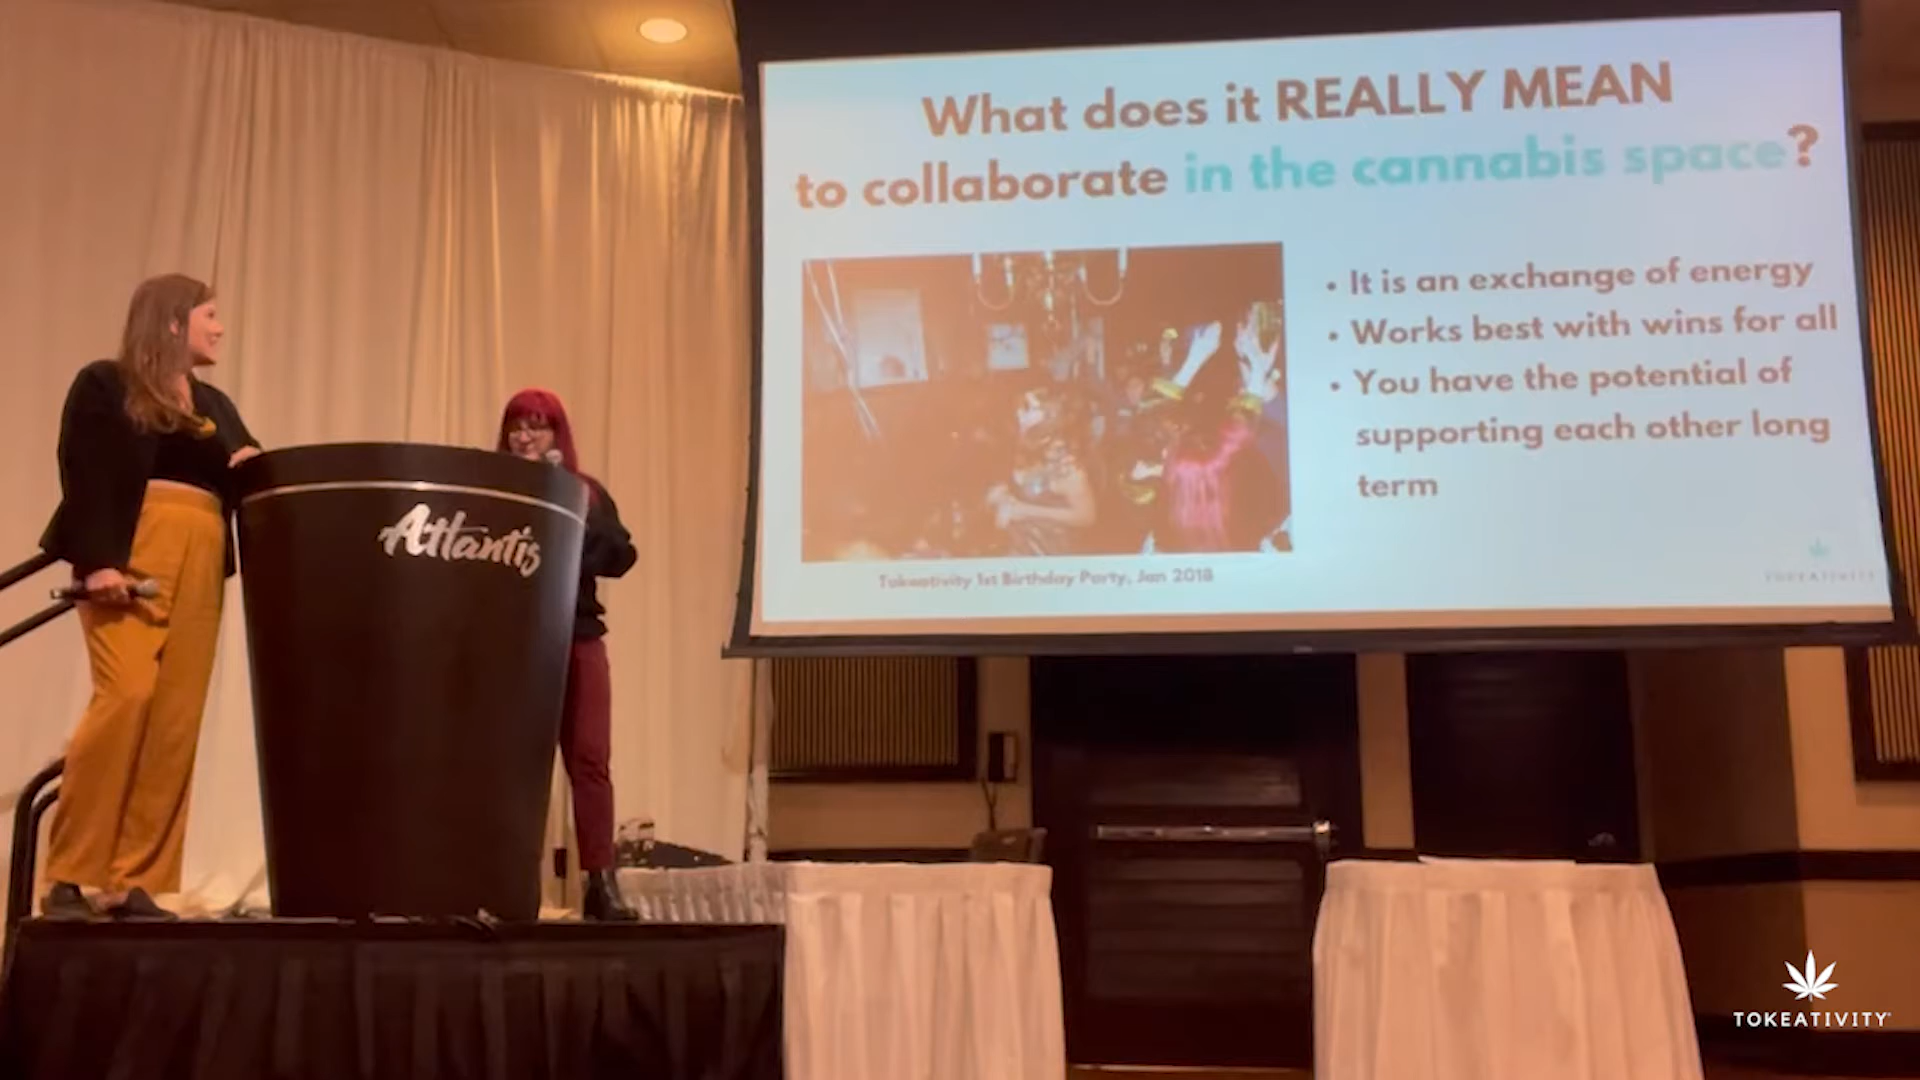 What does it REALLY MEAN
to collaborate in the cannabis space?
• It is an exchange of energy
• Works best with wins for all
• You have the potential of
supporting each other long
term
Tokeativity 1st Birthday Party, Jan 2018
TOKEATIVITY
Atlantis
TOKEATIVITY